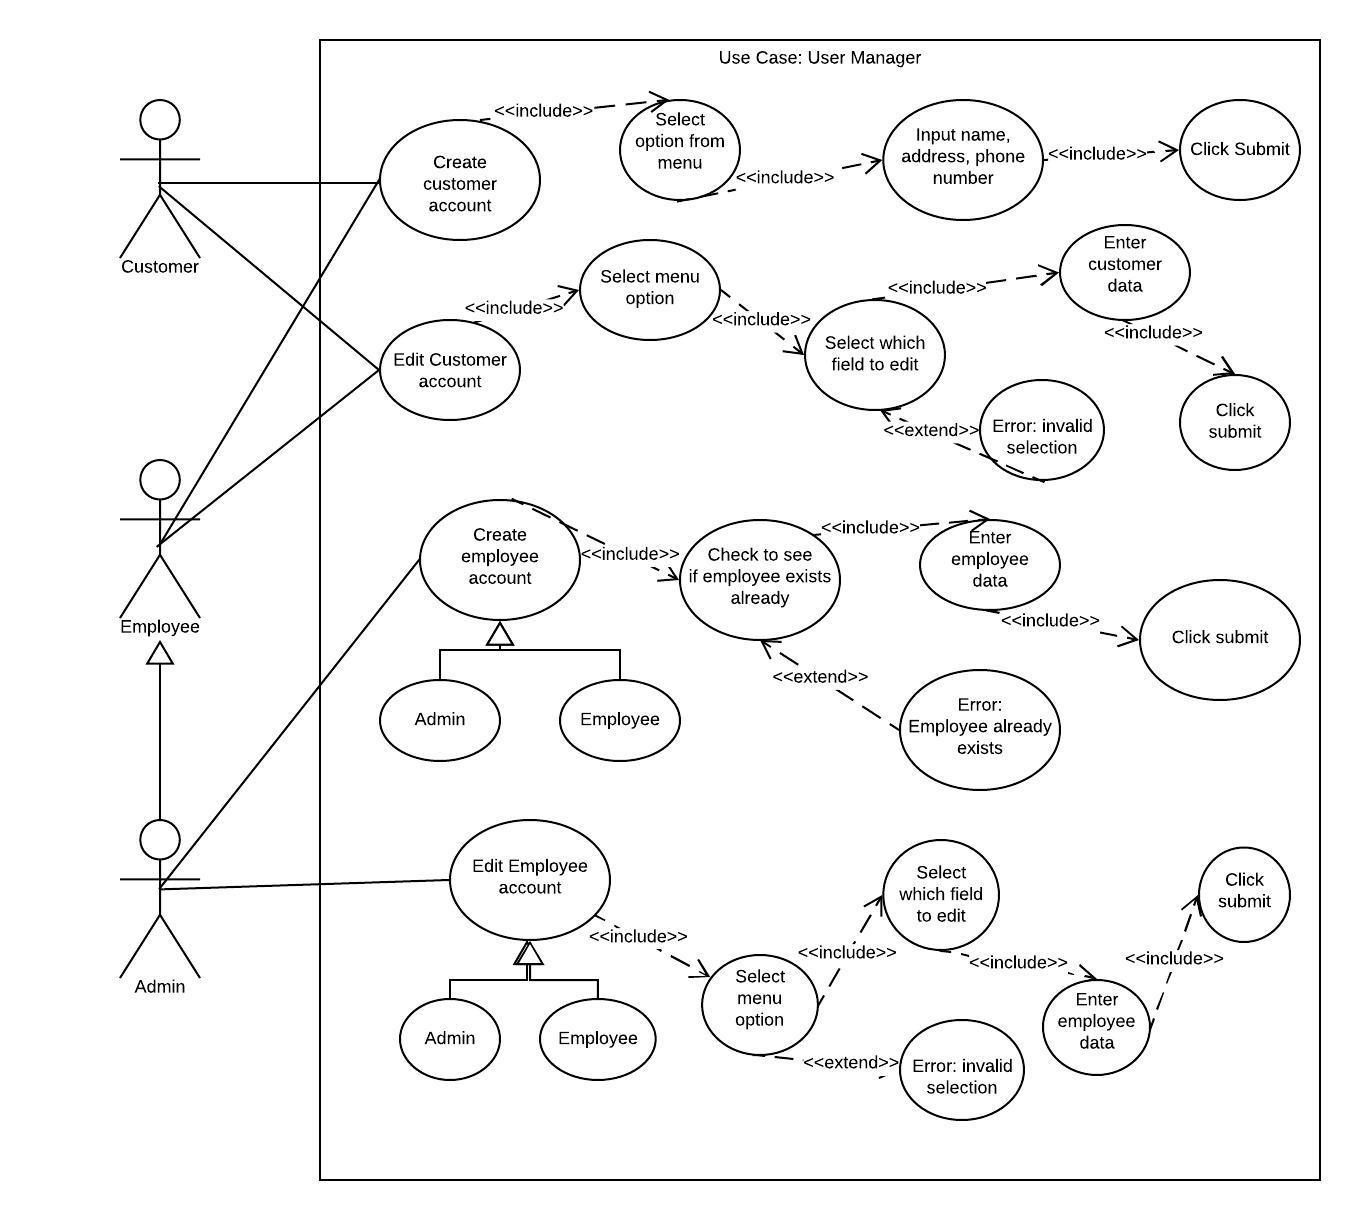 Use Case: User Manager
<<include>>
Select
option from
menu
Input name,
address, phone
number
<<include>>
Click Submit
Create
customer
account
<<include>>
Customer
Enter
customer
data
<<include>>
Select menu
option
<<include>>
<<include>>
<<include>>
Select which
field to edit
Edit Customer
account
Click
submit
<<extend>>
Error: invalid
selection
Create
employee
account
<<include>>
Check to see
if employee exists
already
<<include>>
Enter
employee
data
<<include>>
Click submit
Employee
<<extend>>
Error:
Employee already
exists
Admin
Employee
Edit Employee
account
<<include>>
Select
which field
to edit
Click
submit
<<include>>
<<include>>
<<include>>
Admin
Select
menu
option
Enter
employee
data
Admin
Employee
<<extend>>
Error: invalid
selection